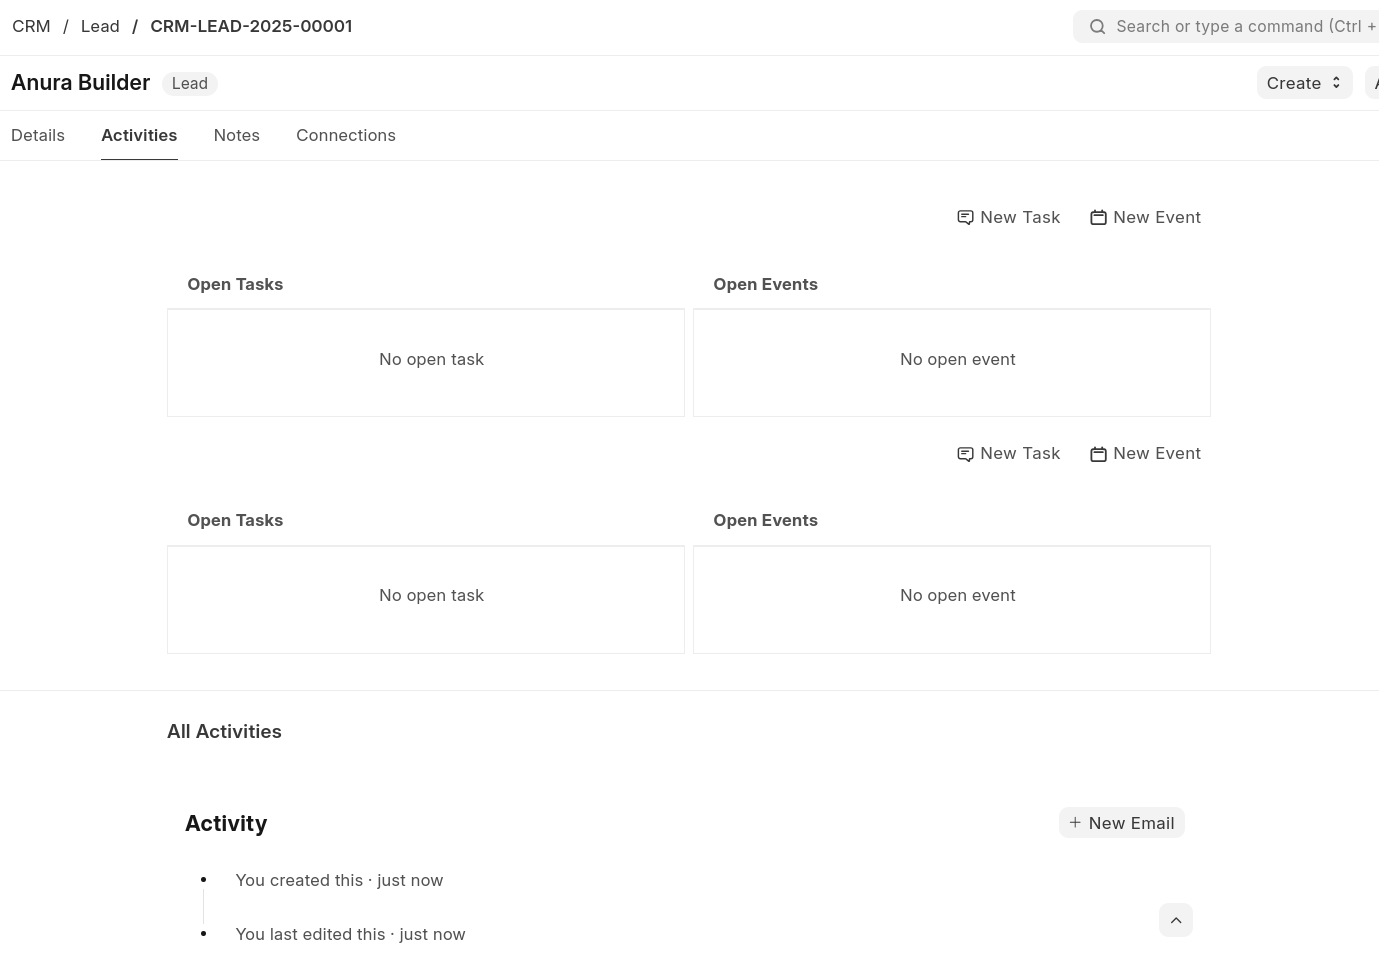 CRM / Lead / CRM-LEAD-2025-00001
Search or type a command (Ctrl +
Anura Builder Lead
Create
Details Activities Notes Connections
New Task New Event
Open Tasks Open Events
No open task No open event
New Task New Event
Open Tasks Open Events
No open task No open event
All Activities
Activity
+ New Email
You created this · just now
You last edited this · just now